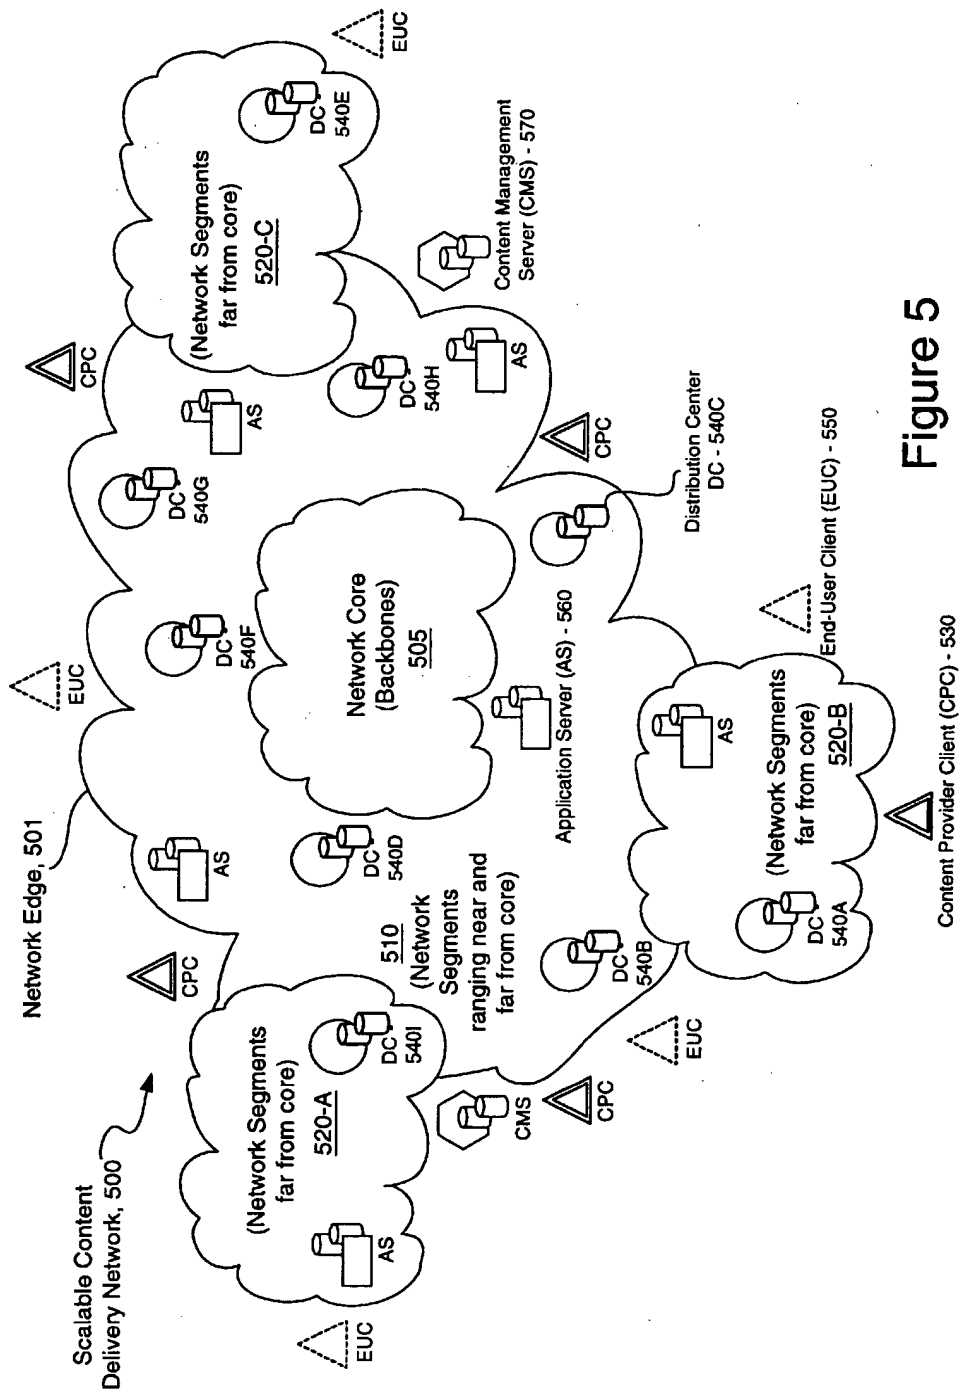 Scalable Content
Delivery Network, 500
Network Edge, 501
EUC
CPC
EUC
(Network Segments
far from core)
520-A
AS
DC
540I
CPC
AS
DC
540D
DC
540F
DC
540G
AS
(Network Segments
far from core)
520-C
DC
540E
EUC
Network Core
(Backbones)
505
DC
540H
AS
Content Management
Server (CMS) - 570
510
(Network
Segments
ranging near and
far from core)
Application Server (AS) - 560
CMS
CPC
DC
540B
EUC
CPC
Distribution Center
DC - 540C
(Network Segments
far from core)
520-B
AS
DC
540A
End-User Client (EUC) - 550
Content Provider Client (CPC) - 530
Figure 5